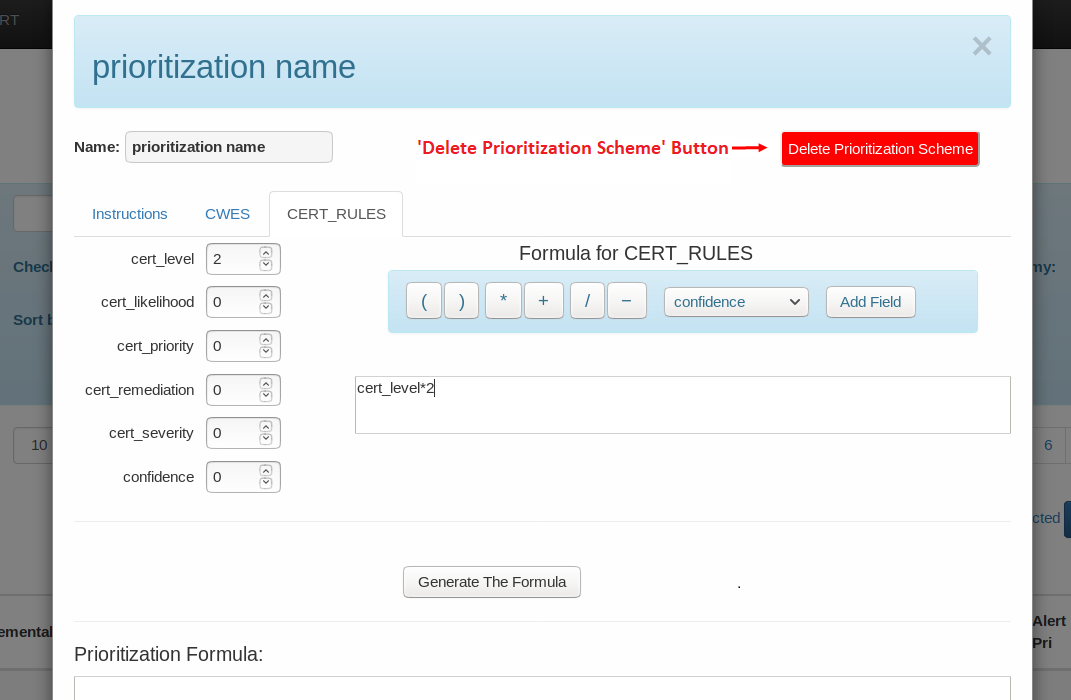 RT
prioritization name
×
Name: prioritization name
'Delete Prioritization Scheme' Button
Delete Prioritization Scheme
Instructions CWES CERT_RULES
cert_level 2
Formula for CERT_RULES
( ) * + / − confidence Add Field
cert_likelihood 0
cert_priority 0
cert_remediation 0
cert_level*2
cert_severity 0
confidence 0
Generate The Formula .
Prioritization Formula:
Check
my:
Sort b
10
6
cted
emental
Alert
Pri